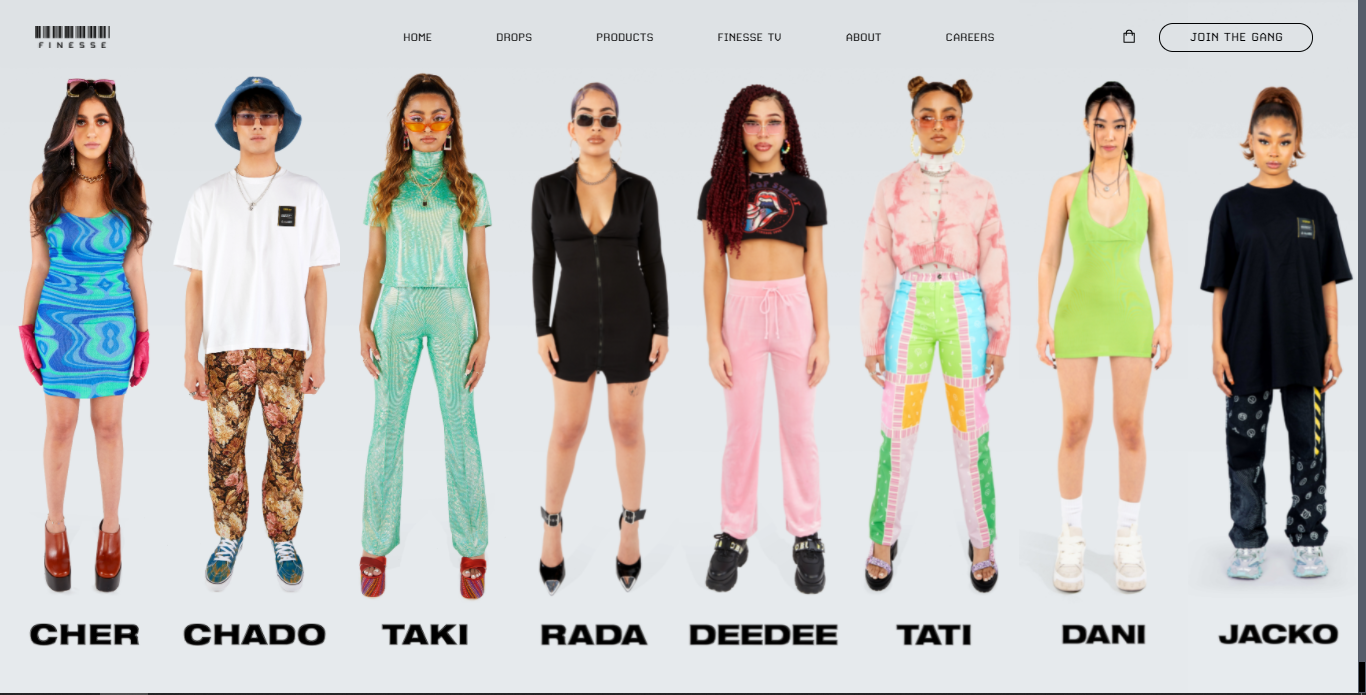 FINESSE
HOME DROPS PRODUCTS FINESSE TV ABOUT CAREERS JOIN THE GANG
CHER CHADO TAKI RADA DEEDEE TATI DANI JACKO